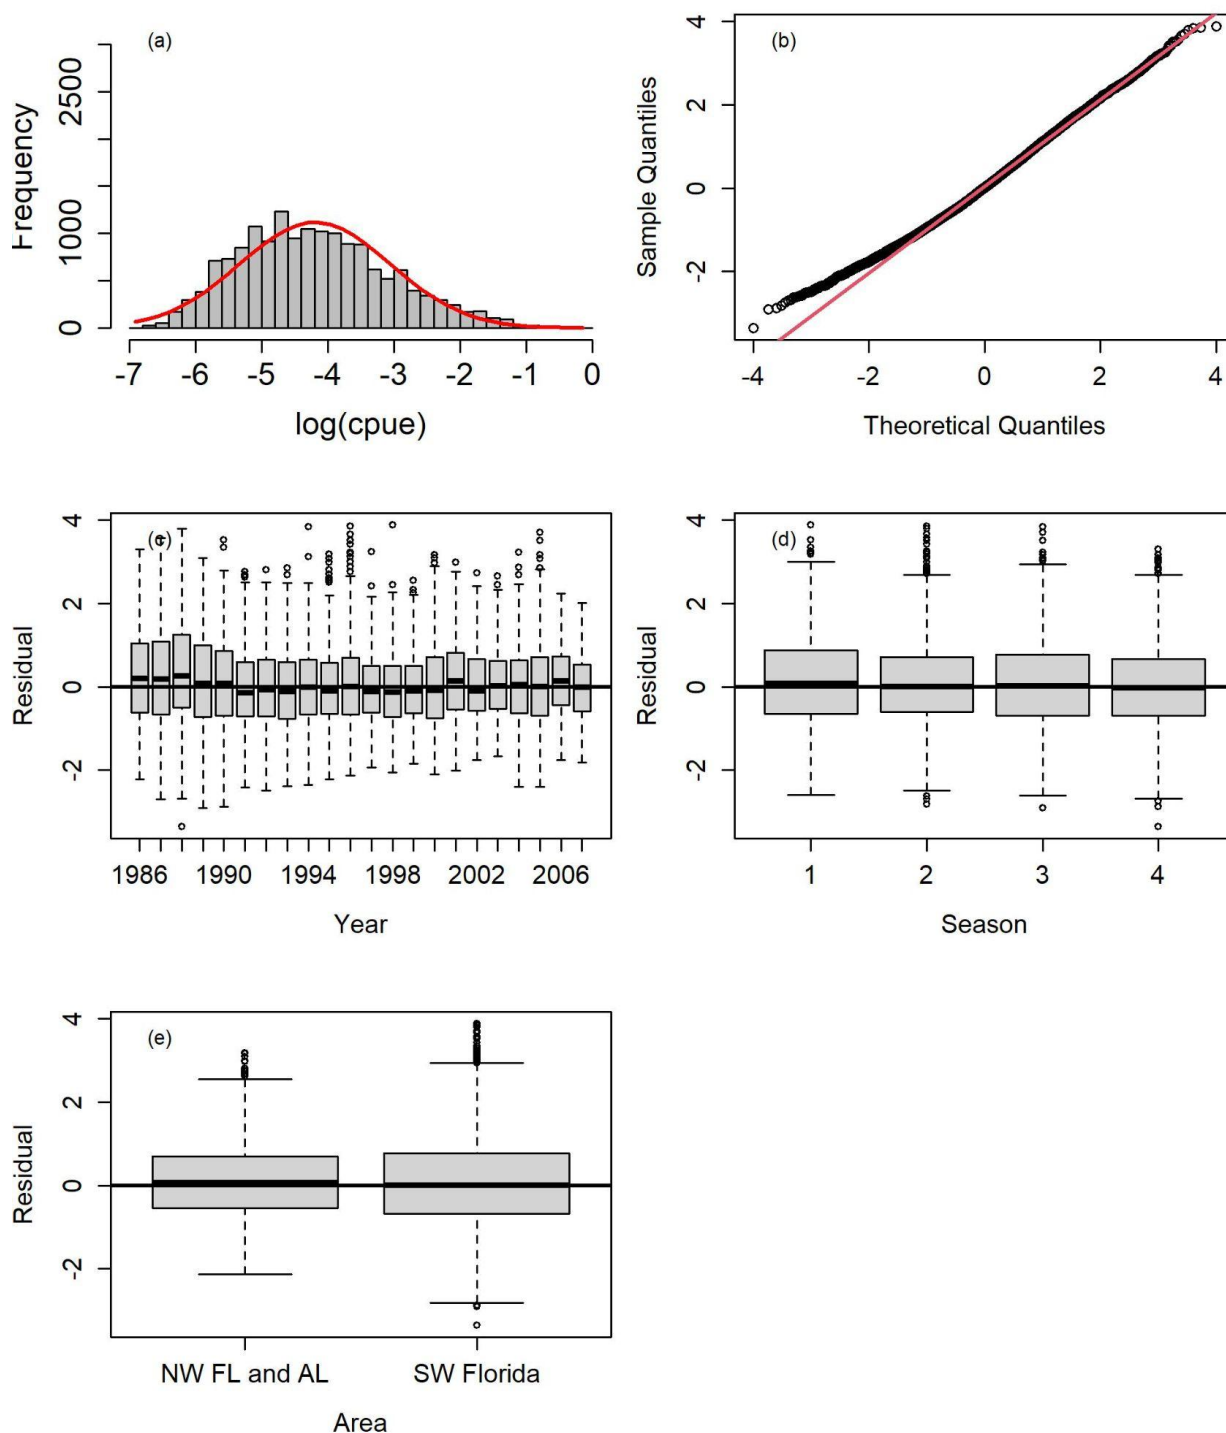 (a)
Frequency
2500
1000
0
-7 -6 -5 -4 -3 -2 -1 0
log(cpue)
(b)
Sample Quantiles
4
2
0
-2
-4 -2 0 2 4
Theoretical Quantiles
(c)
Residual
4
2
0
-2
1986 1990 1994 1998 2002 2006
Year
(d)
Residual
4
2
0
-2
1 2 3 4
Season
(e)
Residual
4
2
0
-2
NW FL and AL SW Florida
Area